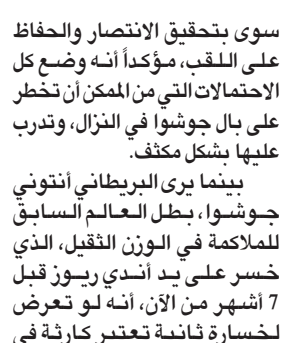 سوى بتحقيق الانتصار والحفاظ
على اللقب، مؤكداً أنه وضع كل
الاحتمالات التي من الممكن أن تخطر
على بال جوشوا في النزال، وتدرب
عليها بشكل مكثف.
بينما يرى البريطاني أنتوني
جوشوا، بطل العالم السابق
للملاكمة في الوزن الثقيل، الذي
خسر على يد أندي ريوز قبل
7 أشهر من الآن، أنه لو تعرض
لخسارة ثانية تعتبر كارثة في